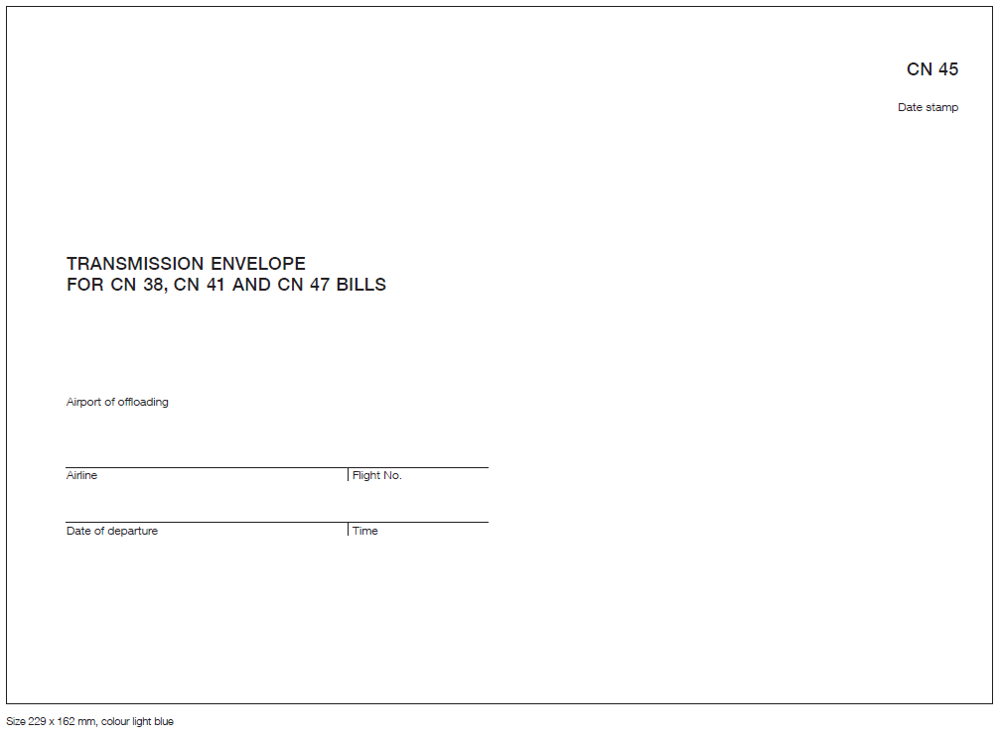 CN 45
Date stamp
TRANSMISSION ENVELOPE
FOR CN 38, CN 41 AND CN 47 BILLS
Airport of offloading
Airline
Flight No.
Date of departure
Time
Size 229 x 162 mm, colour light blue